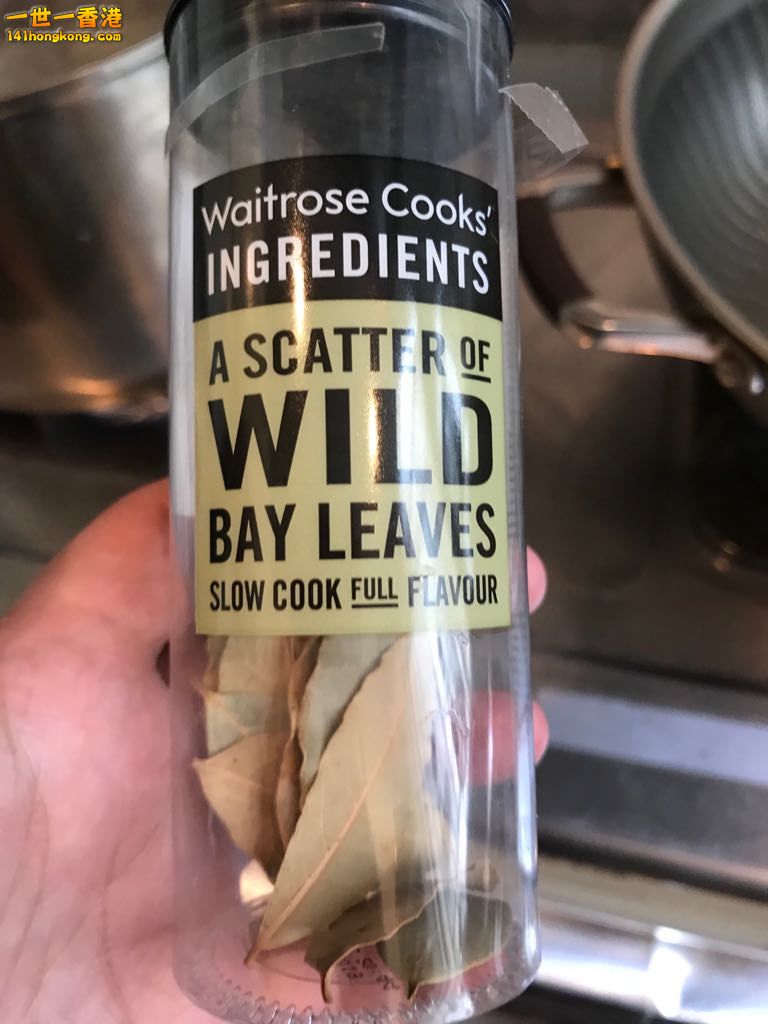 一世一香港
141hongkong.com
Waitrose Cooks'
INGREDIENTS
A SCATTER OF
WILD
BAY LEAVES
SLOW COOK FULL FLAVOUR